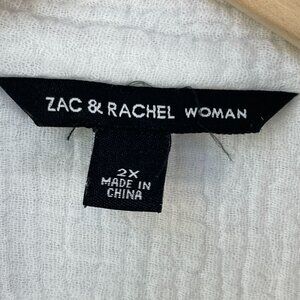 ZAC & RACHEL WOMAN
2X
MADE IN
CHINA